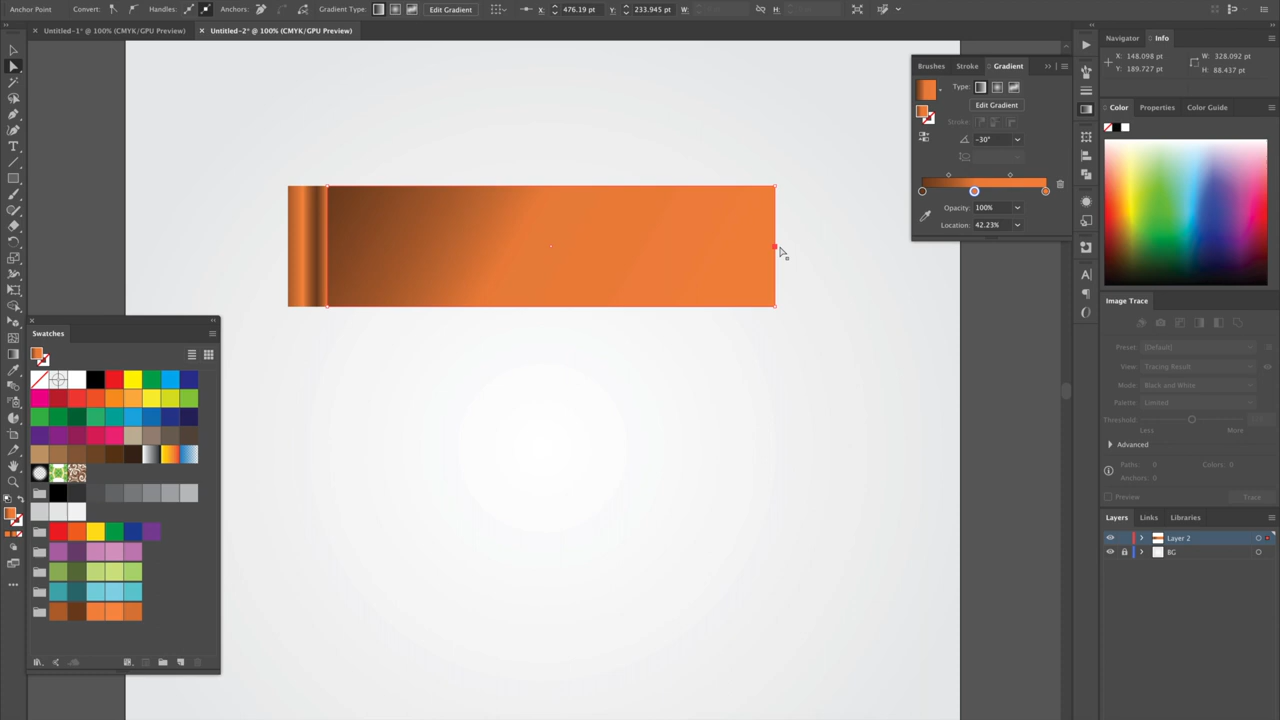 Anchor Point Convert: Handles: Anchors: Gradient Type: Edit Gradient X: 476.19 pt Y: 233.945 pt W: H:
Untitled-1* @ 100% (CMYK/GPU Preview) Untitled-2* @ 100% (CMYK/GPU Preview)
Brushes Stroke Gradient
Type:
Edit Gradient
Stroke:
-30°
Opacity: 100%
Location: 42.23%
Navigator Info
X: 148.098 pt
Y: 189.727 pt
W: 328.092 pt
H: 88.437 pt
Color Properties Color Guide
Image Trace
Preset: [Default]
View: Tracing Result
Mode: Black and White
Palette: Limited
Threshold:
Less More
Advanced
Paths: 0 Colors: 0
Anchors: 0
Preview Trace
Layers Links Libraries
Layer 2
BG
Swatches